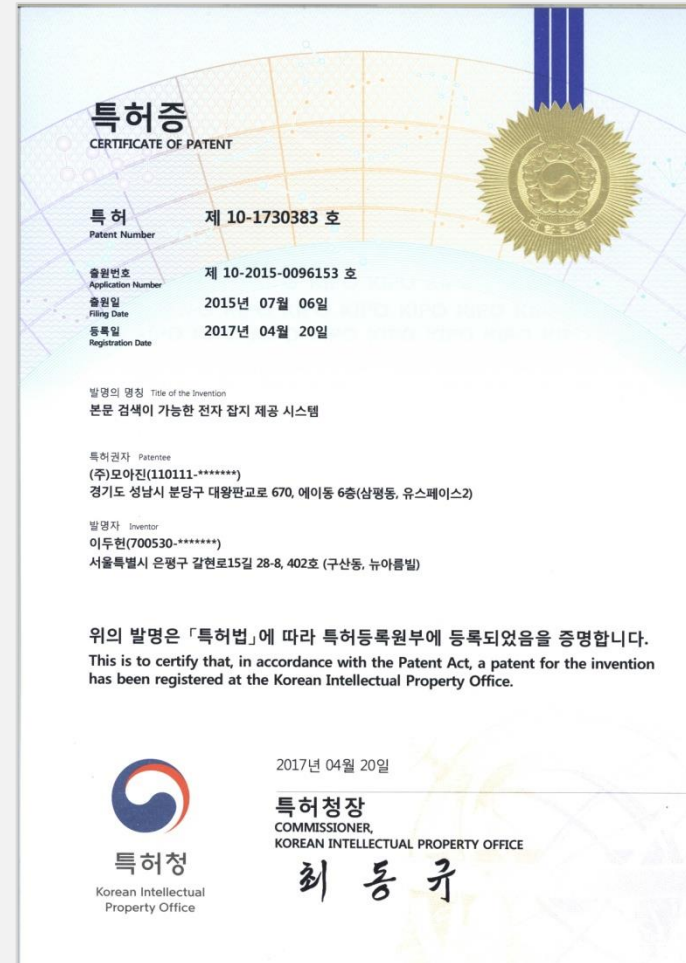 특허증
CERTIFICATE OF PATENT
특 허 제 10-1730383 호
Patent Number
출원번호 제 10-2015-0096153 호
Application Number
출원일 2015년 07월 06일
Filing Date
등록일 2017년 04월 20일
Registration Date
발명의 명칭 Title of the Invention
본문 검색이 가능한 전자 잡지 제공 시스템
특허권자 Patentee
(주)모아진(110111-*******)
경기도 성남시 분당구 대왕판교로 670, 에이동 6층(삼평동, 유스페이스2)
발명자 Inventor
이두헌(700530-*******)
서울특별시 은평구 갈현로15길 28-8, 402호 (구산동, 뉴아름빌)
위의 발명은 「특허법」에 따라 특허등록원부에 등록되었음을 증명합니다.
This is to certify that, in accordance with the Patent Act, a patent for the invention
has been registered at the Korean Intellectual Property Office.
2017년 04월 20일
특허청장
COMMISSIONER,
KOREAN INTELLECTUAL PROPERTY OFFICE
최 동 규
특허청
Korean Intellectual
Property Office